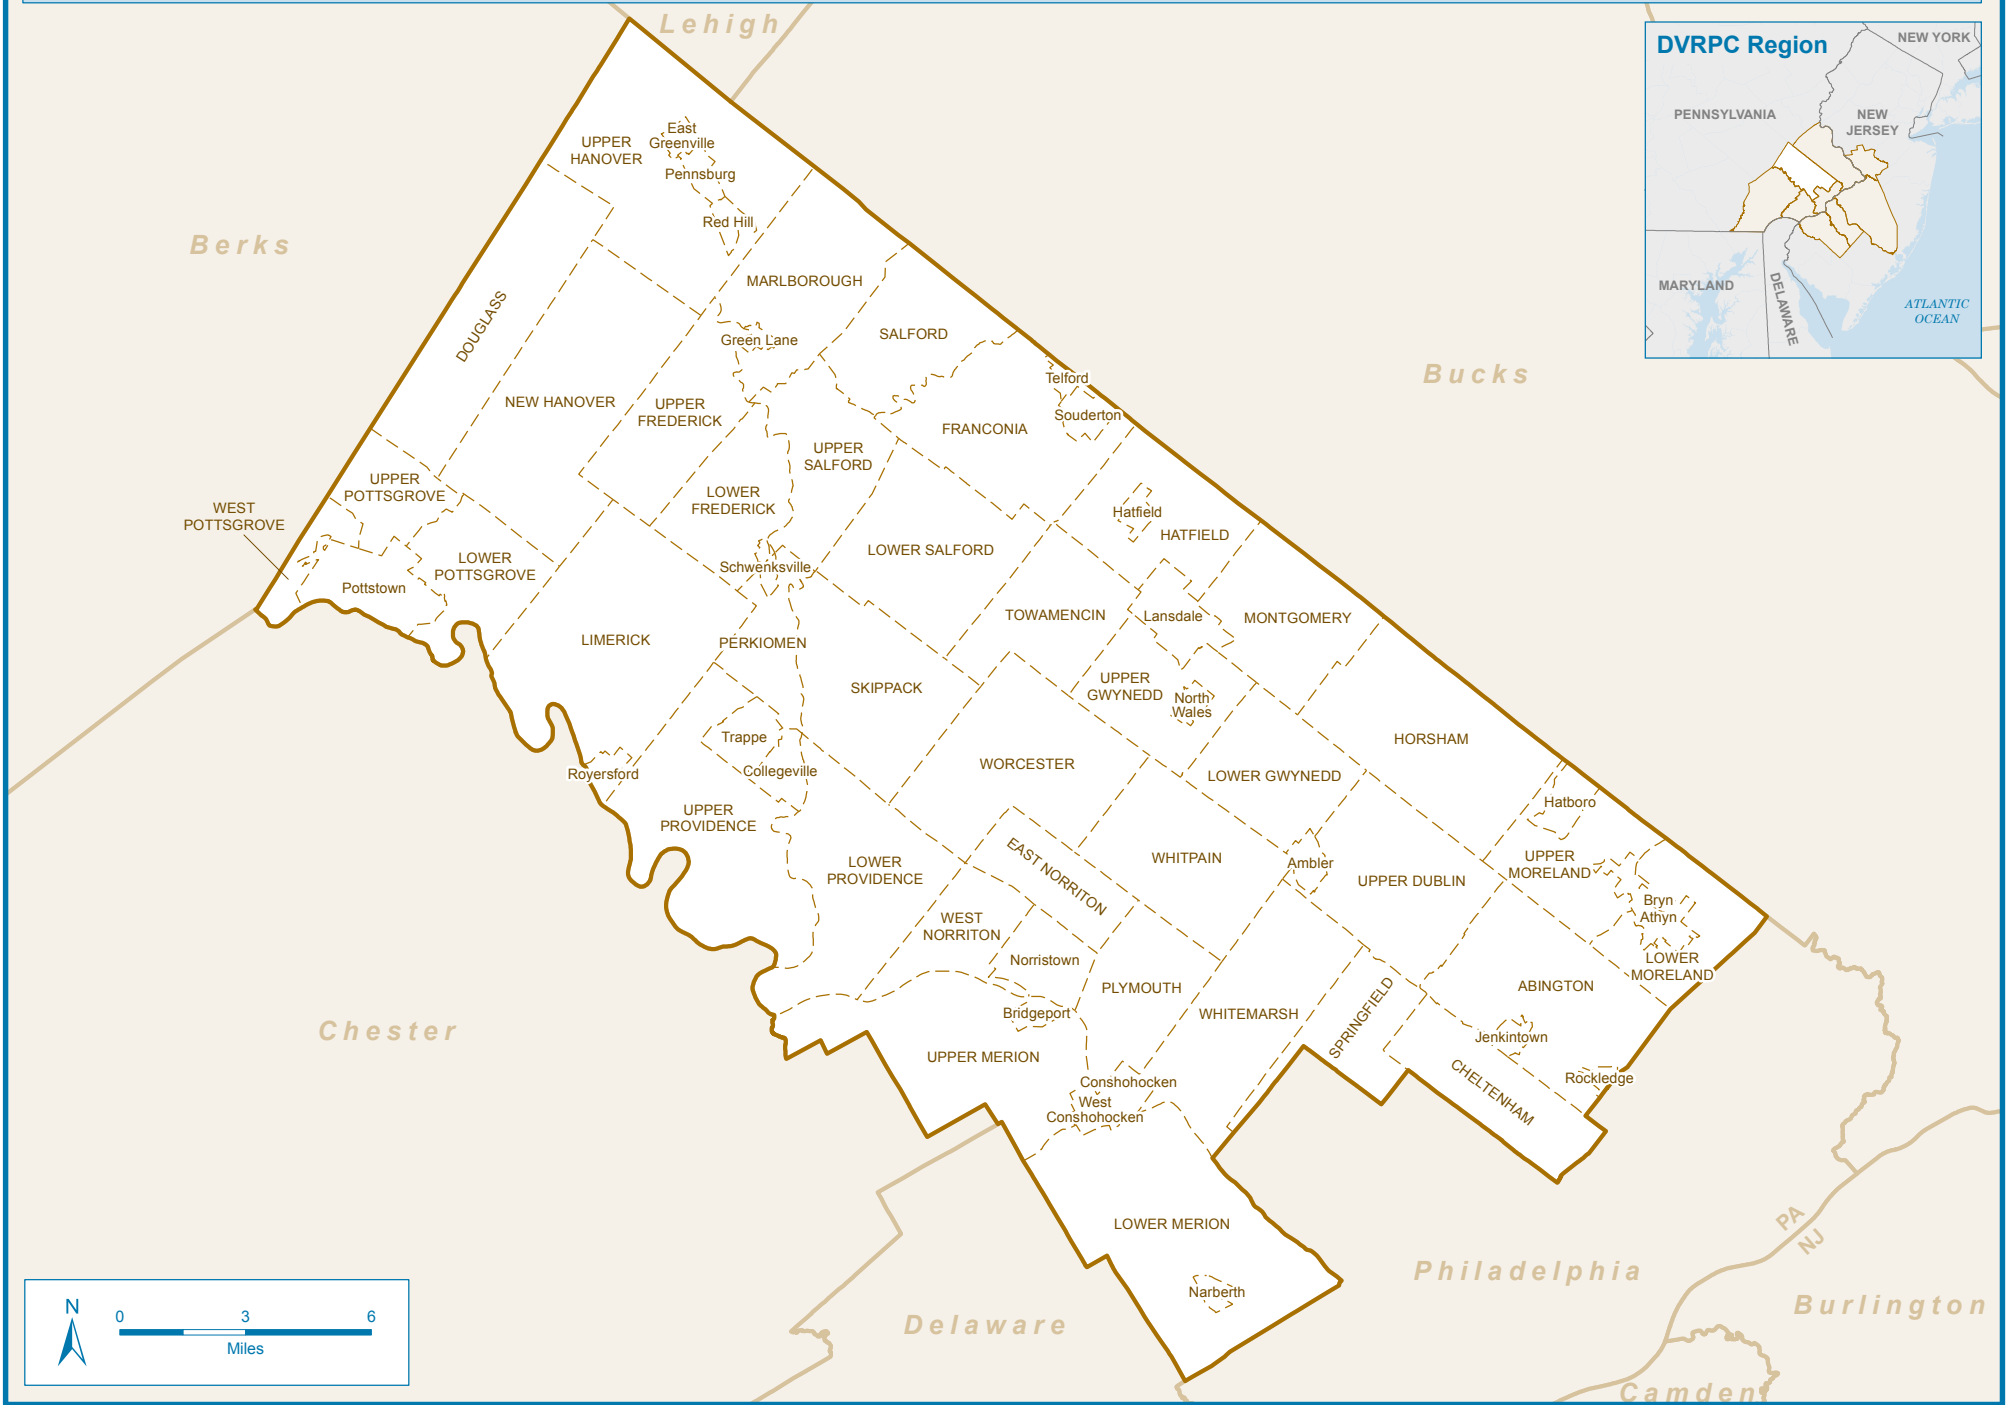 Lehigh
DVRPC Region
NEW YORK
PENNSYLVANIA
NEW
JERSEY
MARYLAND
DELAWARE
ATLANTIC
OCEAN
East
Greenville
UPPER
HANOVER
Pennsburg
Red Hill
Berks
MARLBOROUGH
DOUGLASS
Green Lane
SALFORD
Bucks
Telford
Souderton
NEW HANOVER
UPPER
FREDERICK
FRANCONIA
UPPER
SALFORD
UPPER
POTTSGROVE
LOWER
FREDERICK
WEST
POTTSGROVE
Hatfield
HATFIELD
LOWER SALFORD
LOWER
POTTSGROVE
Schwenksville
Pottstown
TOWAMENCIN
Lansdale
MONTGOMERY
LIMERICK
PERKIOMEN
SKIPPACK
UPPER
GWYNEDD
North
Wales
Trappe
HORSHAM
Royersford
Collegeville
WORCESTER
LOWER GWYNEDD
Hatboro
UPPER
PROVIDENCE
LOWER
PROVIDENCE
EAST NORRITON
WHITPAIN
Ambler
UPPER DUBLIN
UPPER
MORELAND
Bryn
Athyn
WEST
NORRITON
Norristown
LOWER
MORELAND
PLYMOUTH
ABINGTON
Bridgeport
WHITEMARSH
SPRINGFIELD
Jenkintown
Chester
UPPER MERION
Conshohocken
West
Conshohocken
CHELTENHAM
Rockledge
LOWER MERION
PA
NJ
Philadelphia
Narberth
Burlington
Delaware
N
0 3 6
Miles
Camden